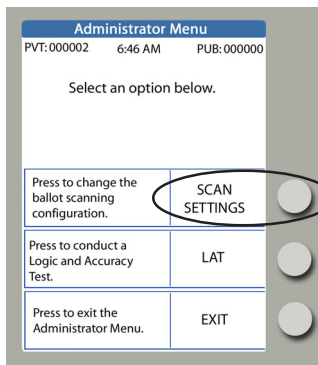 Administrator Menu
PVT: 000002 6:46 AM PUB: 000000
Select an option below.
Press to change the
ballot scanning
configuration.
SCAN
SETTINGS
Press to conduct a
Logic and Accuracy
Test.
LAT
Press to exit the
Administrator Menu.
EXIT